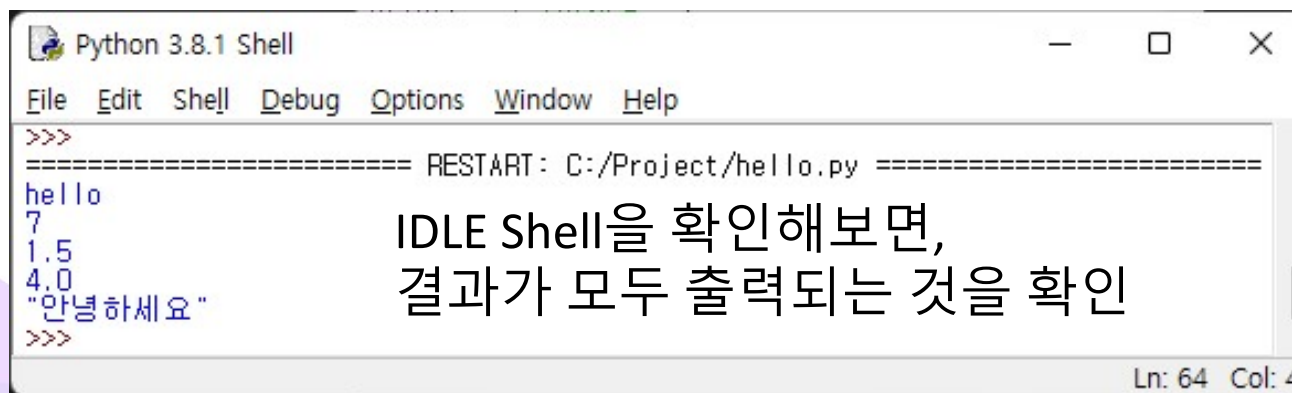 Python 3.8.1 Shell
File Edit Shell Debug Options Window Help
>>>
========================= RESTART: C:/Project/hello.py =========================
hello
7
1.5
4.0
"안녕하세요"
>>>
IDLE Shell을 확인해보면,
결과가 모두 출력되는 것을 확인
Ln: 64 Col: 4